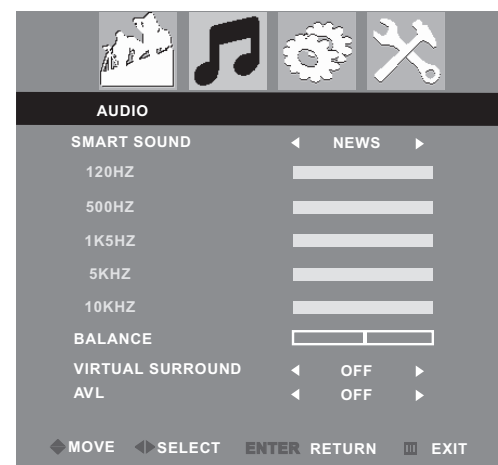 AUDIO
SMART SOUND NEWS
120HZ
500HZ
1K5HZ
5KHZ
10KHZ
BALANCE
VIRTUAL SURROUND OFF
AVL OFF
MOVE SELECT ENTER RETURN EXIT